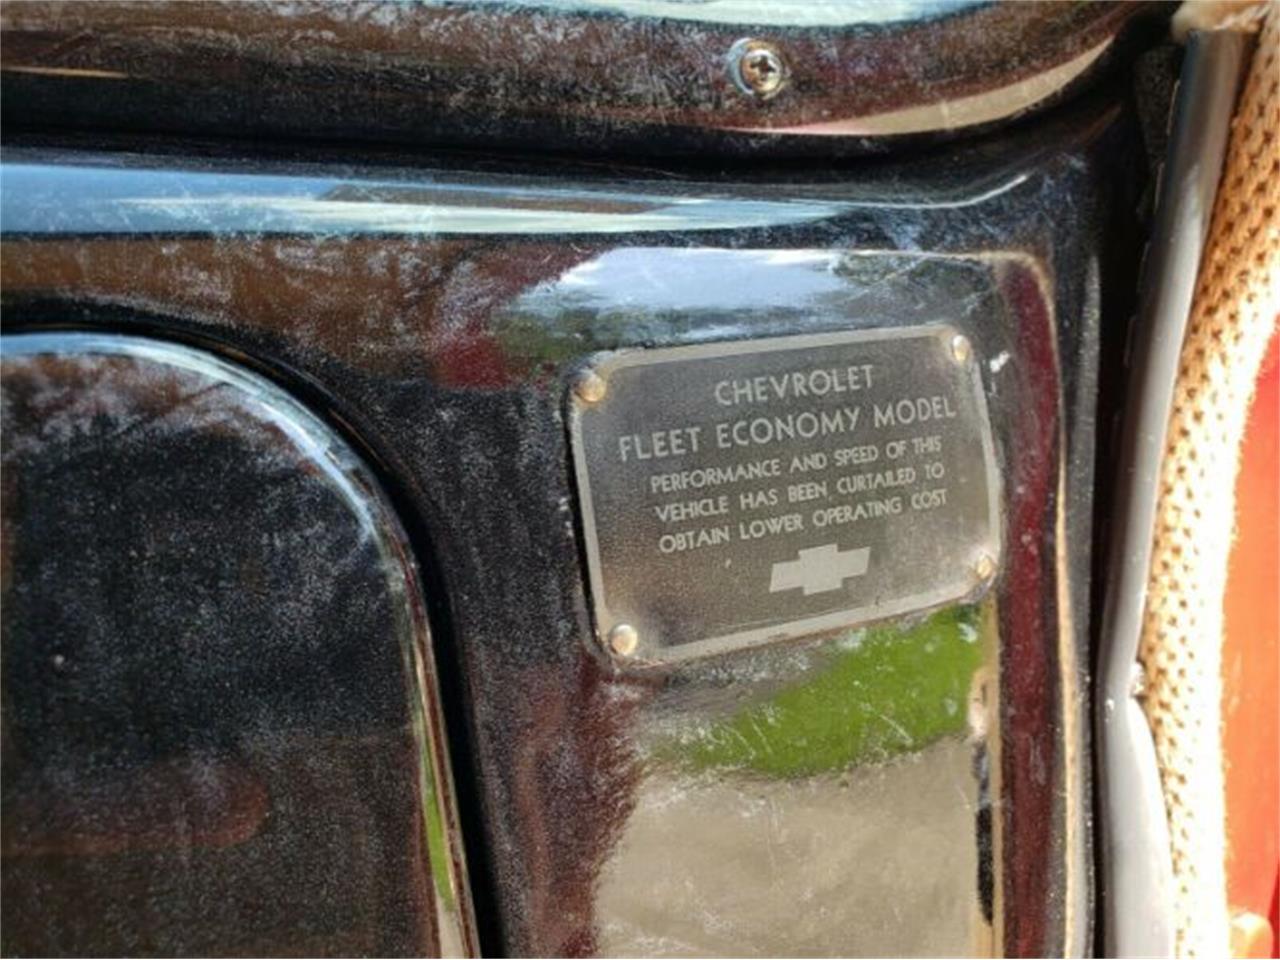 CHEVROLET
FLEET ECONOMY MODEL
PERFORMANCE AND SPEED OF THIS
VEHICLE HAS BEEN CURTAILED TO
OBTAIN LOWER OPERATING COST